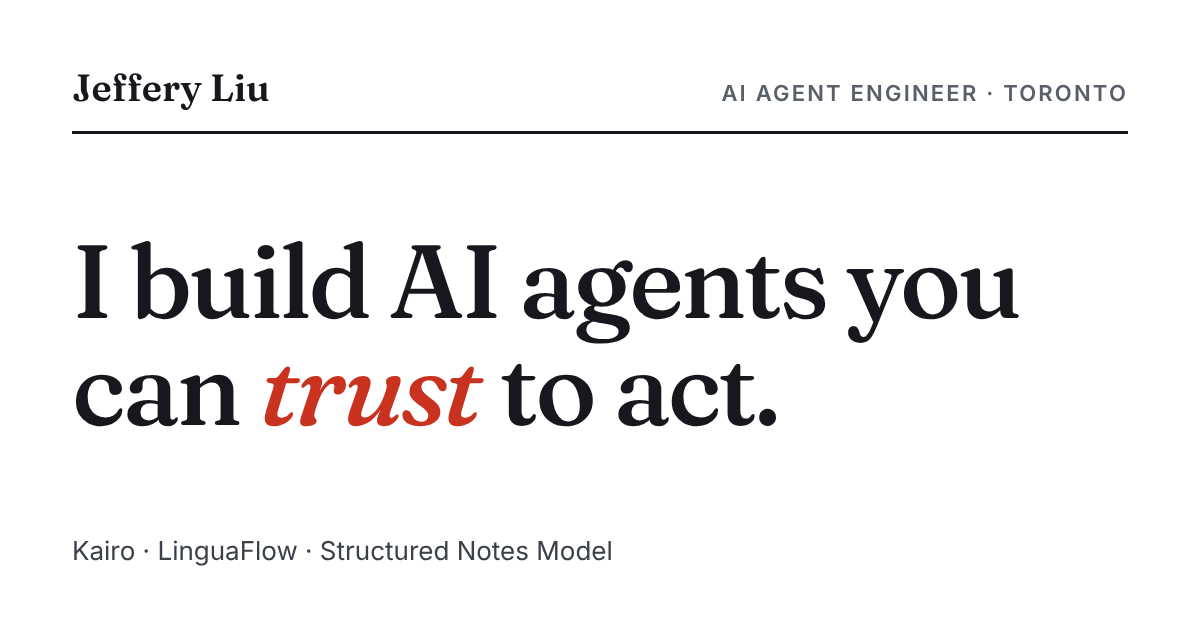 Jeffery Liu
AI AGENT ENGINEER · TORONTO
I build AI agents you
can trust to act.
Kairo · LinguaFlow · Structured Notes Model